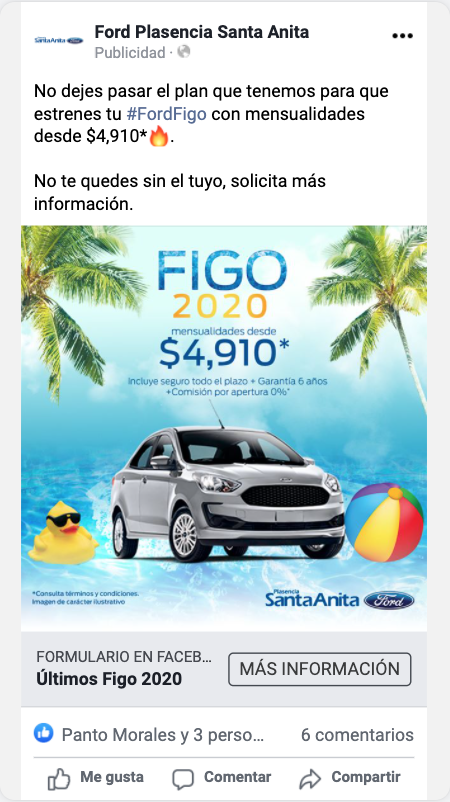 SantaAnita Ford
Ford Plasencia Santa Anita
Publicidad ·
No dejes pasar el plan que tenemos para que
estrenes tu #FordFigo con mensualidades
desde $4,910*🔥.
No te quedes sin el tuyo, solicita más
información.
FIGO
2020
mensualidades desde
$4,910*
Incluye seguro todo el plazo + Garantía 6 años
+Comisión por apertura 0%*
*Consulta términos y condiciones.
Imagen de carácter ilustrativo
Plasencia
SantaAnita Ford
FORMULARIO EN FACEB...
Últimos Figo 2020
MÁS INFORMACIÓN
Panto Morales y 3 perso...
6 comentarios
Me gusta
Comentar
Compartir